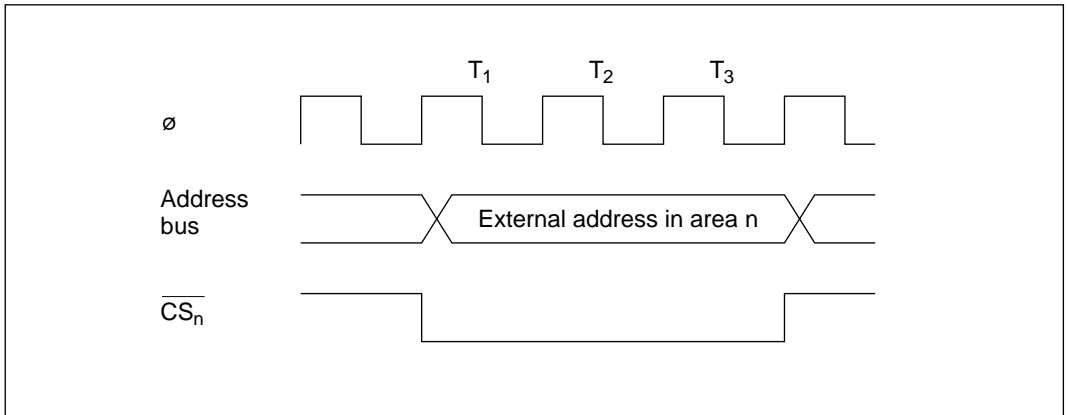 T1 T2 T3
ø
Address
bus
External address in area n
CSn